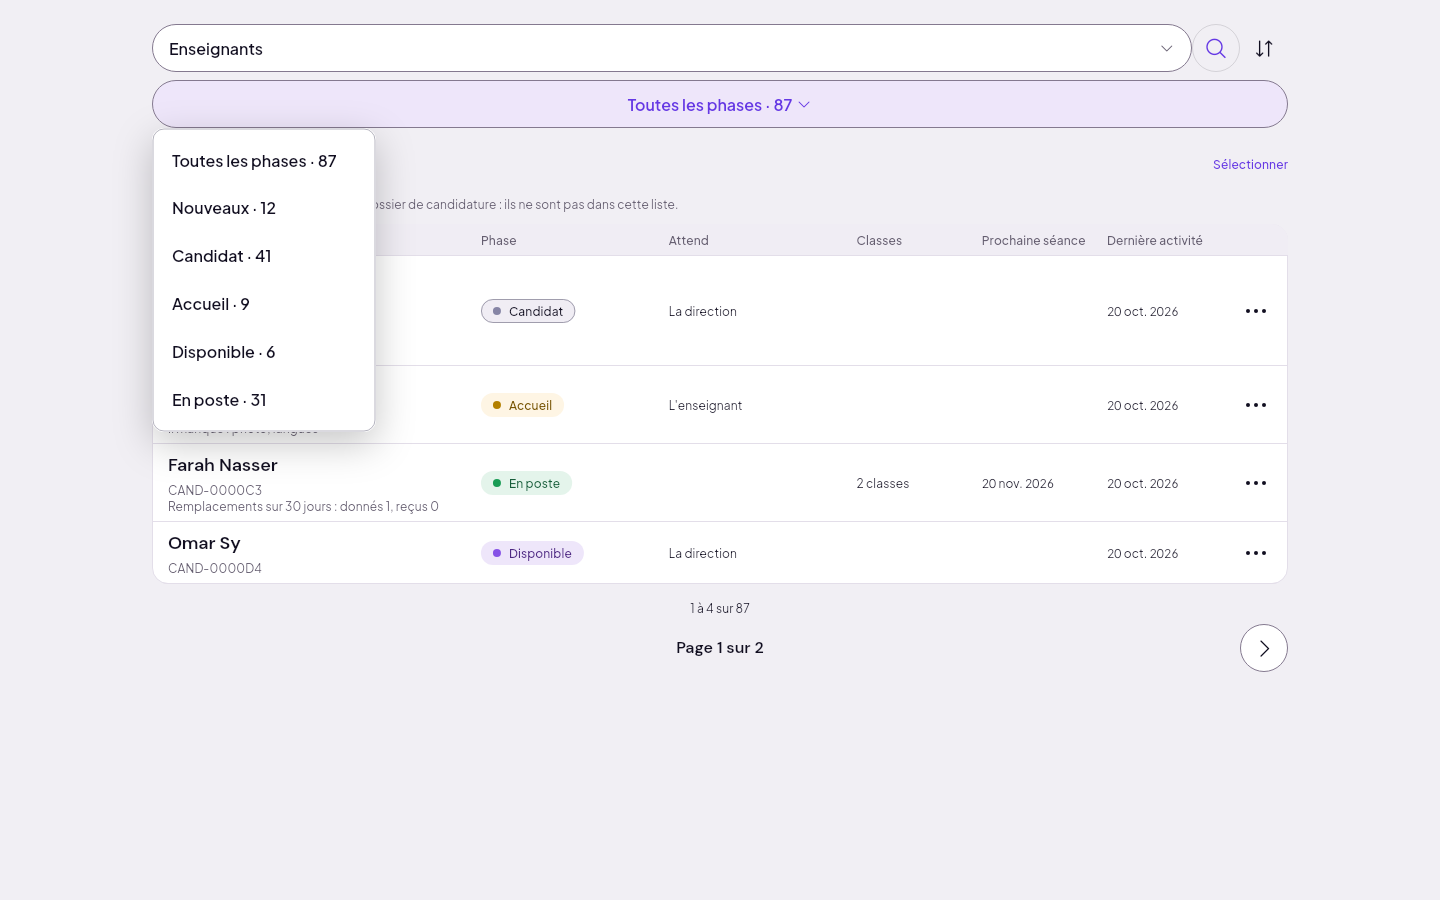 Enseignants
Toutes les phases · 87
Toutes les phases · 87
Nouveaux · 12
Candidat · 41
Accueil · 9
Disponible · 6
En poste · 31
Sélectionner
de candidature : ils ne sont pas dans cette liste.
Phase Attend Classes Prochaine séance Dernière activité
Candidat La direction 20 oct. 2026
Accueil L'enseignant 20 oct. 2026
Farah Nasser
CAND-0000C3
Remplacements sur 30 jours : donnés 1, reçus 0
En poste 2 classes 20 nov. 2026 20 oct. 2026
Omar Sy
CAND-0000D4
Disponible La direction 20 oct. 2026
1 à 4 sur 87
Page 1 sur 2